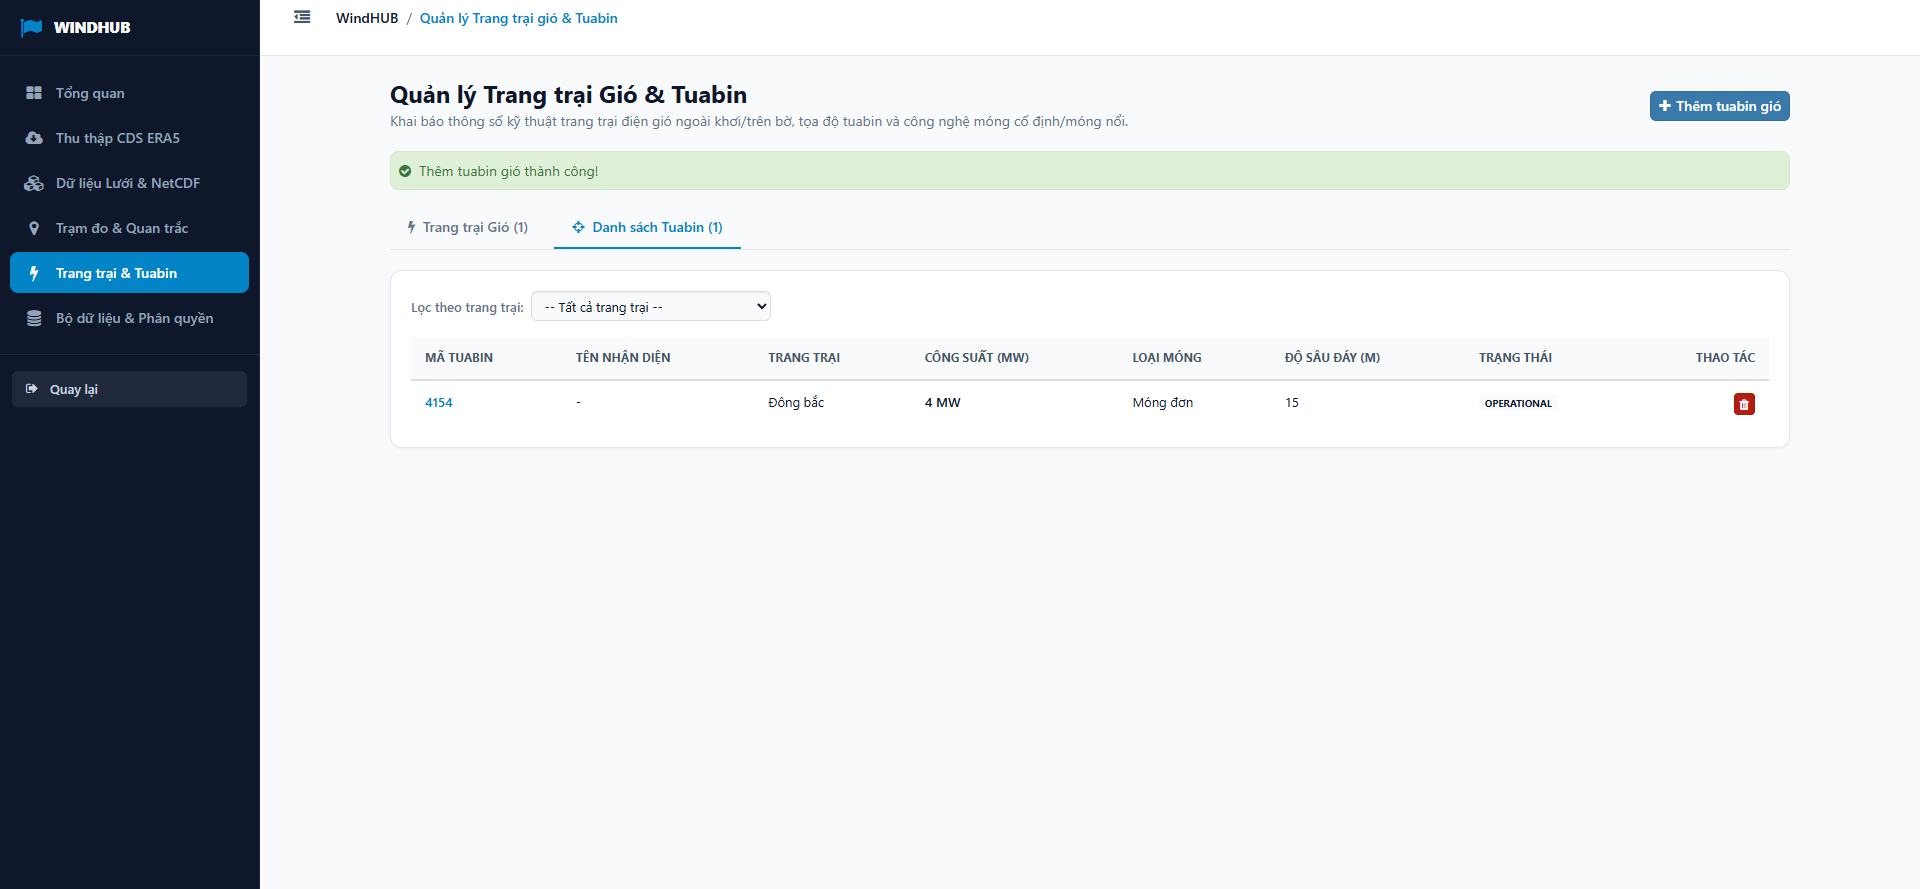 WINDHUB
Tổng quan
Thu thập CDS ERA5
Dữ liệu Lưới & NetCDF
Trạm đo & Quan trắc
Trang trại & Tuabin
Bộ dữ liệu & Phân quyền
Quay lại
WindHUB / Quản lý Trang trại gió & Tuabin
Quản lý Trang trại Gió & Tuabin
Khai báo thông số kỹ thuật trang trại điện gió ngoài khơi/trên bờ, tọa độ tuabin và công nghệ móng cố định/móng nổi.
Thêm tuabin gió
Thêm tuabin gió thành công!
Trang trại Gió (1) Danh sách Tuabin (1)
Lọc theo trang trại: -- Tất cả trang trại --
MÃ TUABIN TÊN NHẬN DIỆN TRANG TRẠI CÔNG SUẤT (MW) LOẠI MÓNG ĐỘ SÂU ĐÁY (M) TRẠNG THÁI THAO TÁC
4154 - Đông bắc 4 MW Móng đơn 15 OPERATIONAL